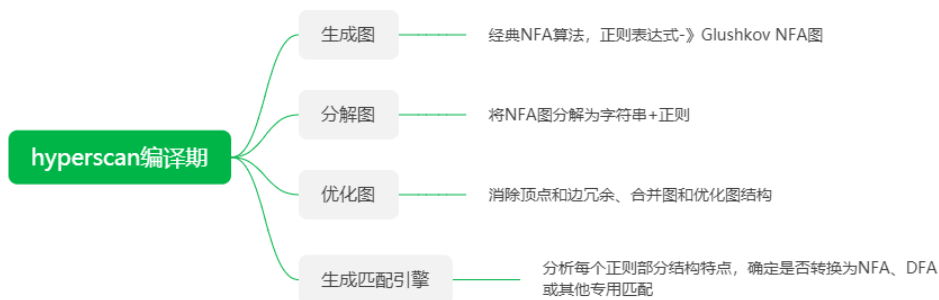 hyperscan编译期
生成图
经典NFA算法，正则表达式-》Glushkov NFA图
分解图
将NFA图分解为字符串+正则
优化图
消除顶点和边冗余、合并图和优化图结构
生成匹配引擎
分析每个正则部分结构特点，确定是否转换为NFA、DFA
或其他专用匹配